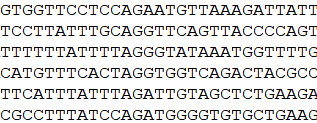 GTGGTTCCTCCAGAATGTTAAAGATTATT
TCCTTATTTGCAGGTTCAGTTACCCCAGT
TTTTTTATTTTAGGGTATAAATGGTTTTG
CATGTTTCACTAGGTGGTCAGACTACGCC
TTCATTTATTTAGATTGTAGCTCTGAAGA
CGCCTTTATCCAGATGGGGTGTGCTGAAG